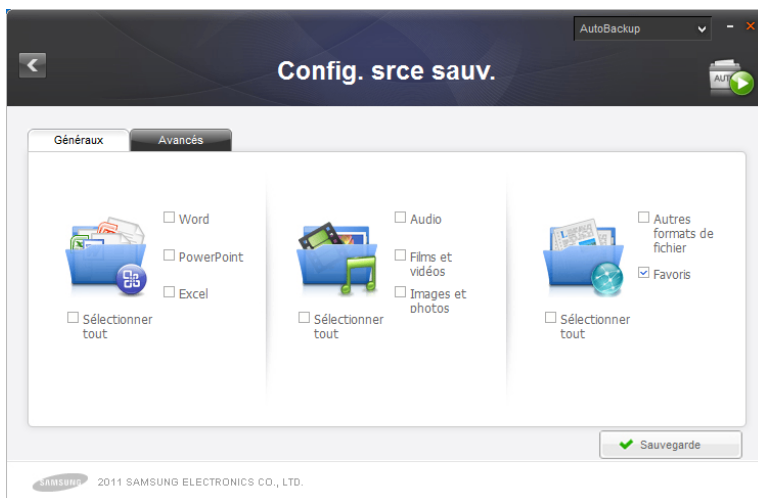 AutoBackup
Config. srce sauv.
AUTO
Généraux
Avancés
Word
PowerPoint
Excel
Sélectionner
tout
Audio
Films et
vidéos
Images et
photos
Sélectionner
tout
Autres
formats de
fichier
Favoris
Sélectionner
tout
Sauvegarde
SAMSUNG 2011 SAMSUNG ELECTRONICS CO., LTD.